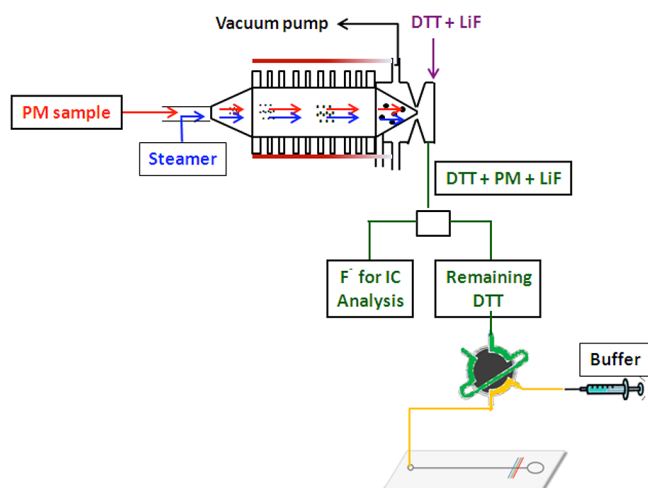 Vacuum pump
DTT + LiF
PM sample
Steamer
DTT + PM + LiF
F⁻ for IC
Analysis
Remaining
DTT
Buffer